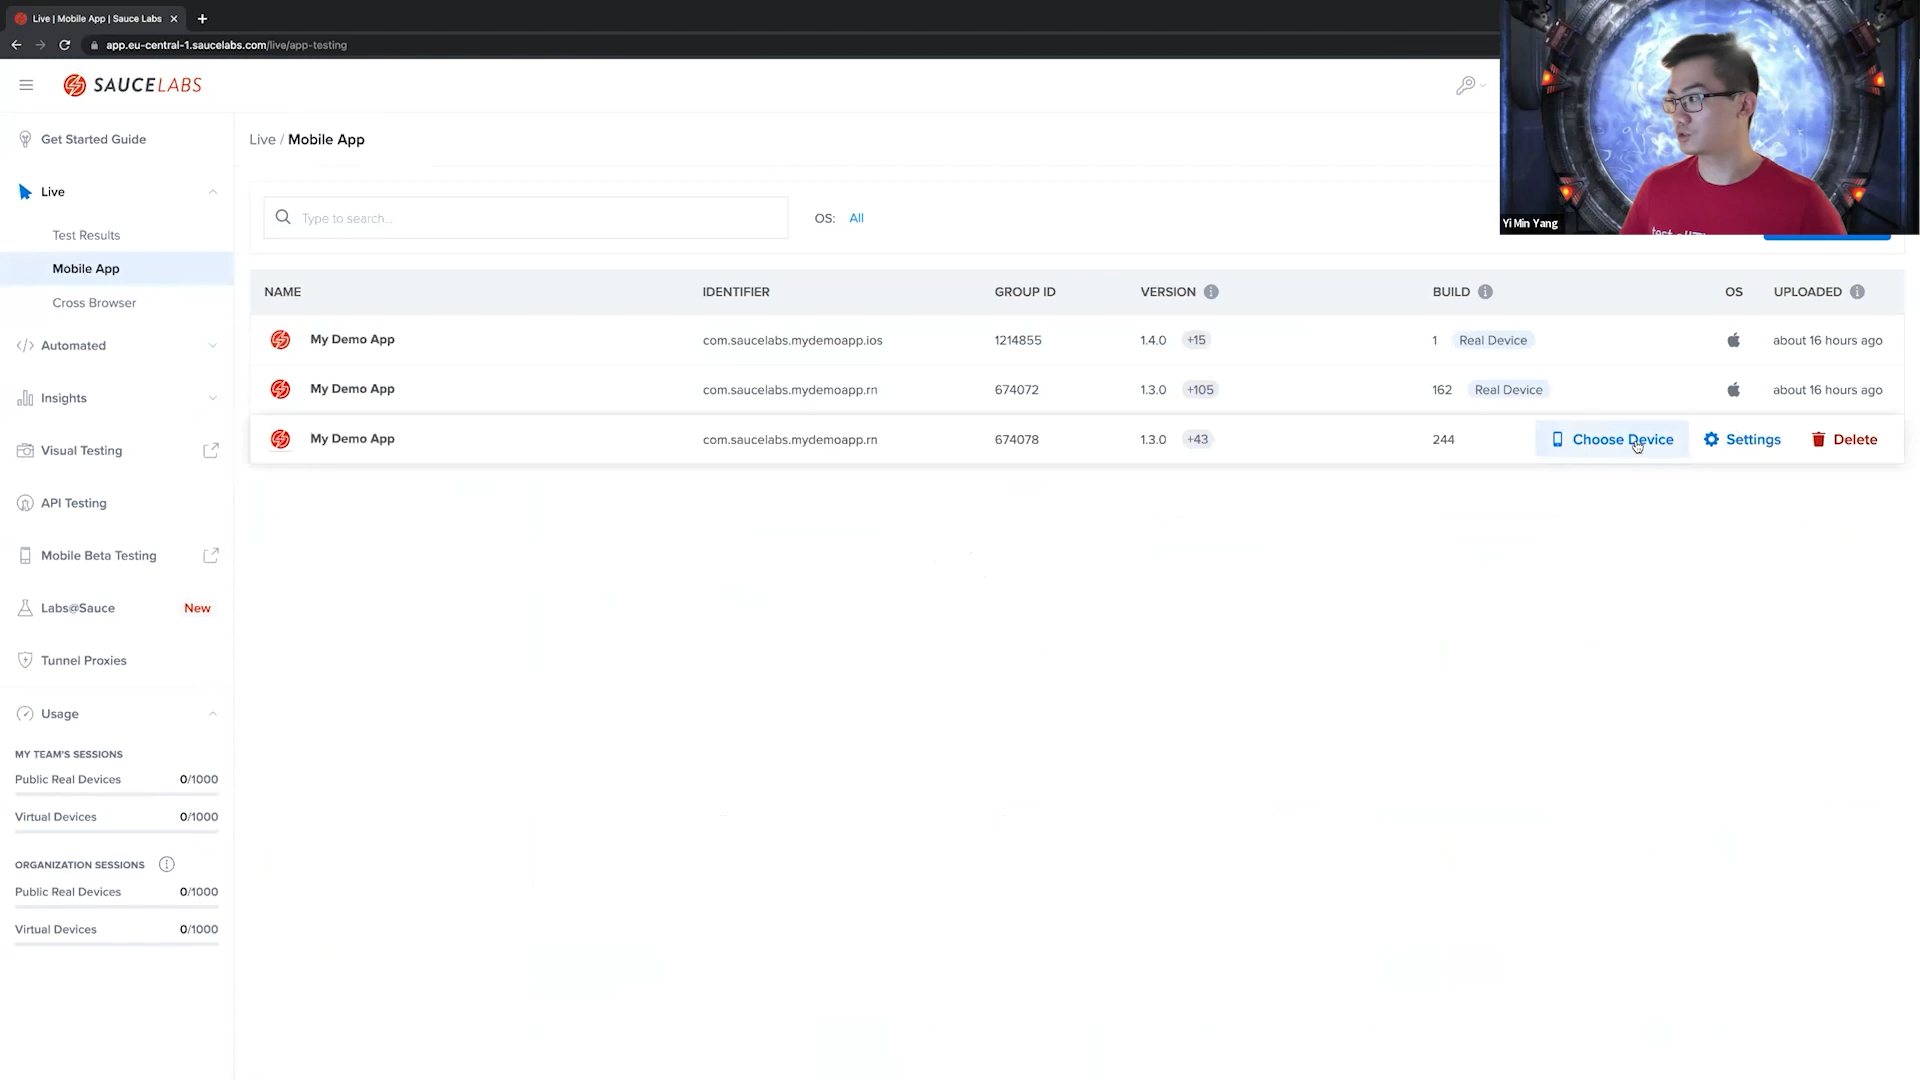 Live | Mobile App | Sauce Labs
app.eu-central-1.saucelabs.com/live/app-testing
SAUCELABS
Get Started Guide
Live
Test Results
Mobile App
Cross Browser
Automated
Insights
Visual Testing
API Testing
Mobile Beta Testing
Labs@Sauce New
Tunnel Proxies
Usage
MY TEAM'S SESSIONS
Public Real Devices 0/1000
Virtual Devices 0/1000
ORGANIZATION SESSIONS
Public Real Devices 0/1000
Virtual Devices 0/1000
Live / Mobile App
Type to search...
OS: All
NAME IDENTIFIER GROUP ID VERSION BUILD OS UPLOADED
My Demo App com.saucelabs.mydemoapp.ios 1214855 1.4.0 +15 1 Real Device about 16 hours ago
My Demo App com.saucelabs.mydemoapp.rn 674072 1.3.0 +105 162 Real Device about 16 hours ago
My Demo App com.saucelabs.mydemoapp.rn 674078 1.3.0 +43 244 Choose Device Settings Delete
Yi Min Yang